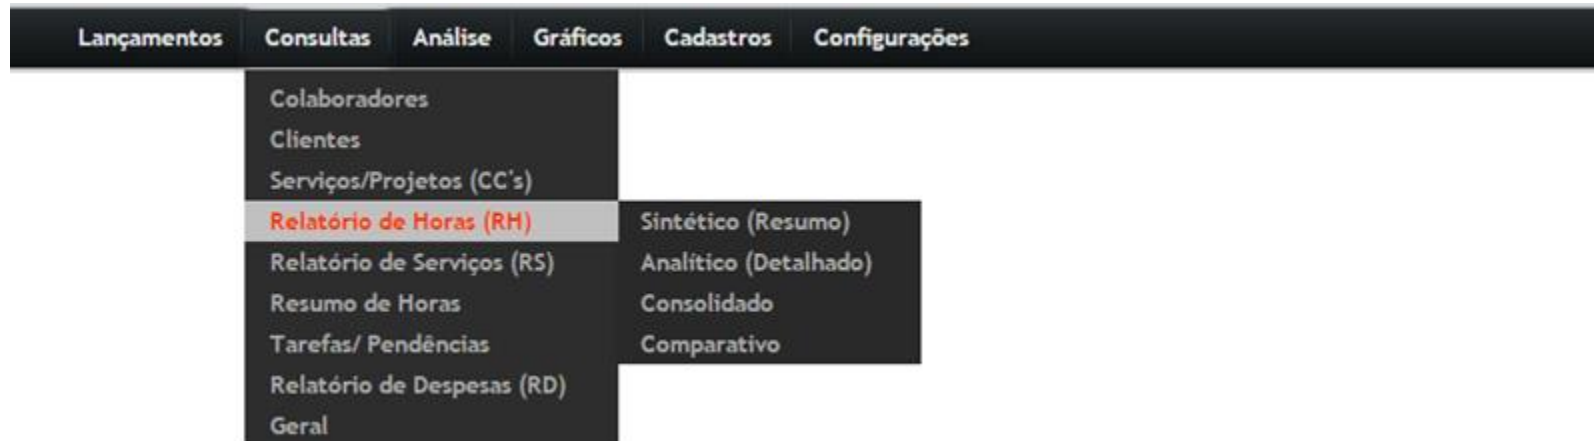 Lançamentos Consultas Análise Gráficos Cadastros Configurações
Colaboradores
Clientes
Serviços/Projetos (CC's)
Relatório de Horas (RH) Sintético (Resumo)
Relatório de Serviços (RS) Analítico (Detalhado)
Resumo de Horas Consolidado
Tarefas/ Pendências Comparativo
Relatório de Despesas (RD)
Geral